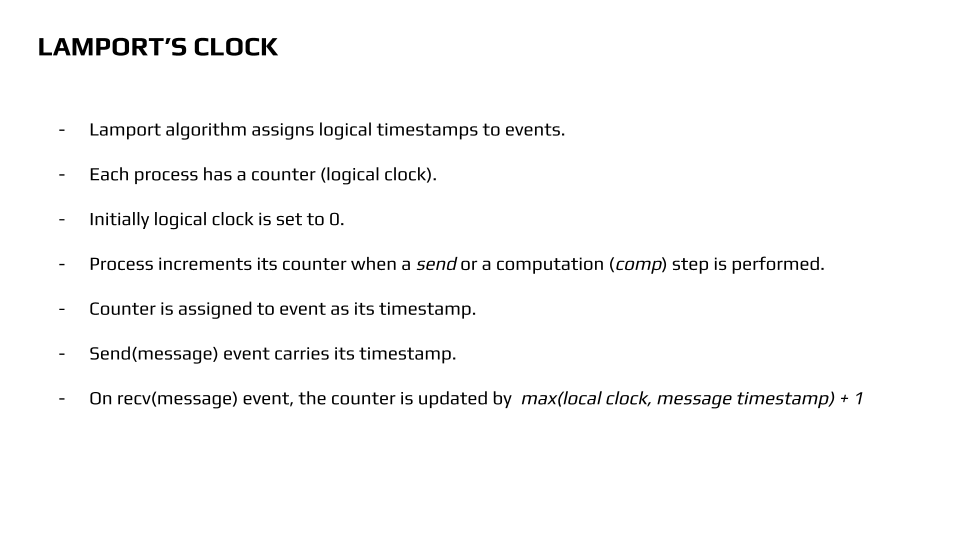 LAMPORT’S CLOCK
- Lamport algorithm assigns logical timestamps to events.
- Each process has a counter (logical clock).
- Initially logical clock is set to 0.
- Process increments its counter when a send or a computation (comp) step is performed.
- Counter is assigned to event as its timestamp.
- Send(message) event carries its timestamp.
- On recv(message) event, the counter is updated by max(local clock, message timestamp) + 1